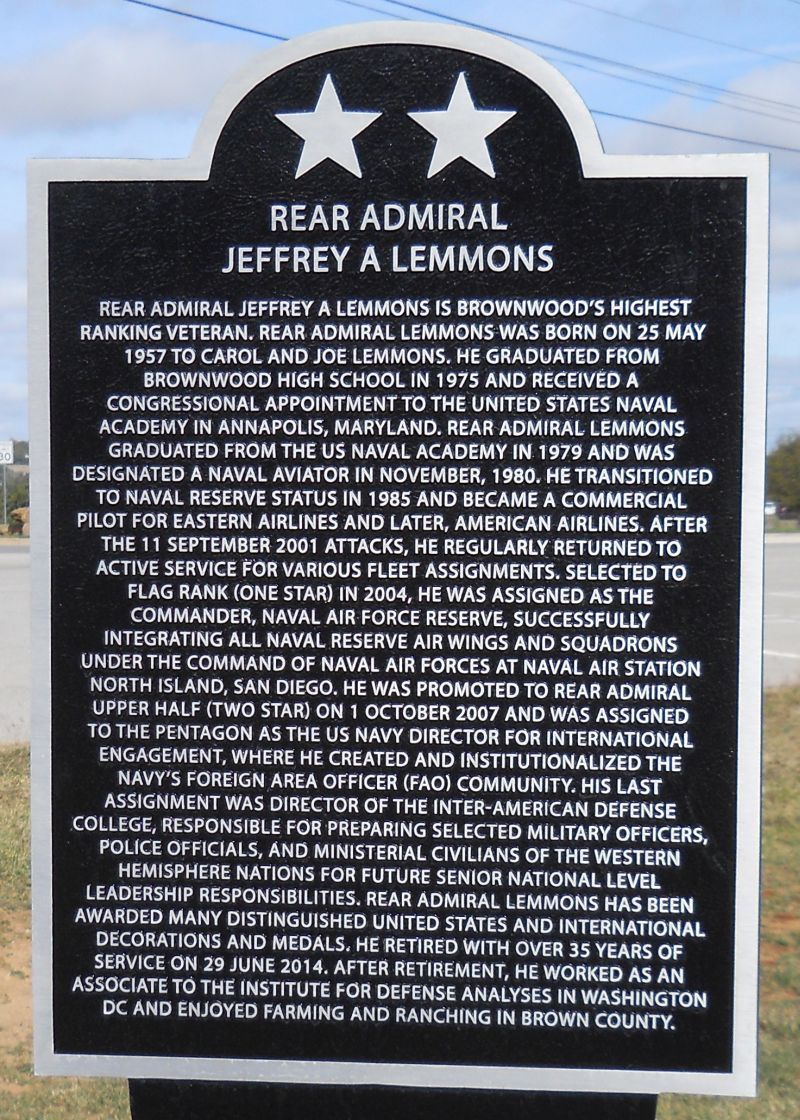 REAR ADMIRAL
JEFFREY A LEMMONS
REAR ADMIRAL JEFFREY A LEMMONS IS BROWNWOOD'S HIGHEST
RANKING VETERAN. REAR ADMIRAL LEMMONS WAS BORN ON 25 MAY
1957 TO CAROL AND JOE LEMMONS. HE GRADUATED FROM
BROWNWOOD HIGH SCHOOL IN 1975 AND RECEIVED A
CONGRESSIONAL APPOINTMENT TO THE UNITED STATES NAVAL
ACADEMY IN ANNAPOLIS, MARYLAND. REAR ADMIRAL LEMMONS
GRADUATED FROM THE US NAVAL ACADEMY IN 1979 AND WAS
DESIGNATED A NAVAL AVIATOR IN NOVEMBER, 1980. HE TRANSITIONED
TO NAVAL RESERVE STATUS IN 1985 AND BECAME A COMMERCIAL
PILOT FOR EASTERN AIRLINES AND LATER, AMERICAN AIRLINES. AFTER
THE 11 SEPTEMBER 2001 ATTACKS, HE REGULARLY RETURNED TO
ACTIVE SERVICE FOR VARIOUS FLEET ASSIGNMENTS. SELECTED TO
FLAG RANK (ONE STAR) IN 2004, HE WAS ASSIGNED AS THE
COMMANDER, NAVAL AIR FORCE RESERVE, SUCCESSFULLY
INTEGRATING ALL NAVAL RESERVE AIR WINGS AND SQUADRONS
UNDER THE COMMAND OF NAVAL AIR FORCES AT NAVAL AIR STATION
NORTH ISLAND, SAN DIEGO. HE WAS PROMOTED TO REAR ADMIRAL
UPPER HALF (TWO STAR) ON 1 OCTOBER 2007 AND WAS ASSIGNED
TO THE PENTAGON AS THE US NAVY DIRECTOR FOR INTERNATIONAL
ENGAGEMENT, WHERE HE CREATED AND INSTITUTIONALIZED THE
NAVY'S FOREIGN AREA OFFICER (FAO) COMMUNITY. HIS LAST
ASSIGNMENT WAS DIRECTOR OF THE INTER-AMERICAN DEFENSE
COLLEGE, RESPONSIBLE FOR PREPARING SELECTED MILITARY OFFICERS,
POLICE OFFICIALS, AND MINISTERIAL CIVILIANS OF THE WESTERN
HEMISPHERE NATIONS FOR FUTURE SENIOR NATIONAL LEVEL
LEADERSHIP RESPONSIBILITIES. REAR ADMIRAL LEMMONS HAS BEEN
AWARDED MANY DISTINGUISHED UNITED STATES AND INTERNATIONAL
DECORATIONS AND MEDALS. HE RETIRED WITH OVER 35 YEARS OF
SERVICE ON 29 JUNE 2014. AFTER RETIREMENT, HE WORKED AS AN
ASSOCIATE TO THE INSTITUTE FOR DEFENSE ANALYSES IN WASHINGTON
DC AND ENJOYED FARMING AND RANCHING IN BROWN COUNTY.